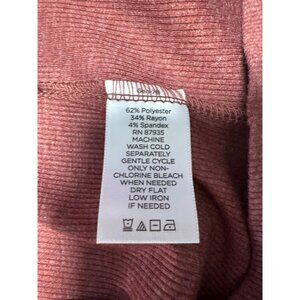 62% Polyester
34% Rayon
4% Spandex
RN 87935
MACHINE
WASH COLD
SEPARATELY
GENTLE CYCLE
ONLY NON-
CHLORINE BLEACH
WHEN NEEDED
DRY FLAT
LOW IRON
IF NEEDED